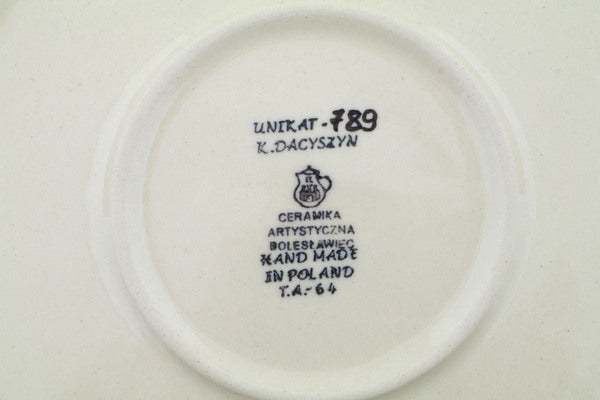 UNIKAT - 789
K. DACYSZYN
CERAMIKA
ARTYSTYCZNA
BOLESŁAWIEC
HAND MADE
IN POLAND
T.A.- 64